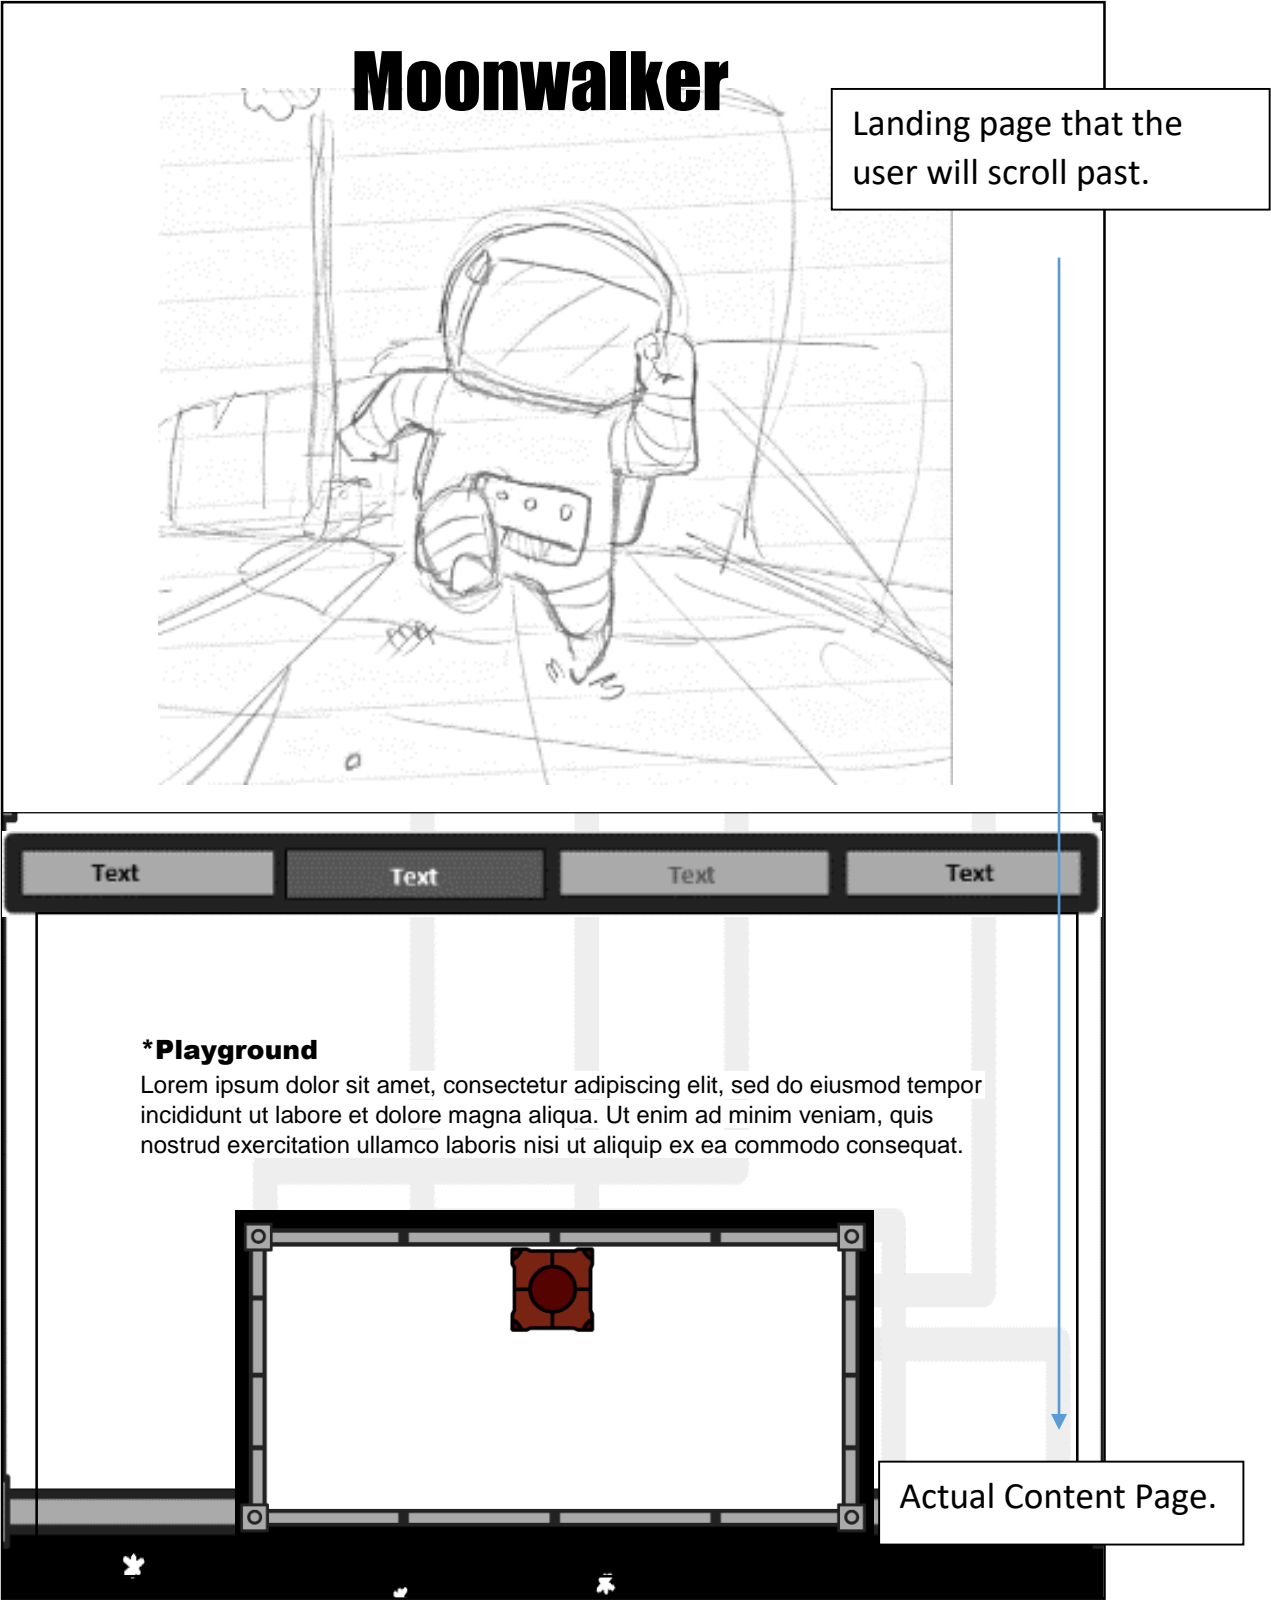 Moonwalker
Landing page that the
user will scroll past.
Text
Text
Text
Text
*Playground
Lorem ipsum dolor sit amet, consectetur adipiscing elit, sed do eiusmod tempor
incididunt ut labore et dolore magna aliqua. Ut enim ad minim veniam, quis
nostrud exercitation ullamco laboris nisi ut aliquip ex ea commodo consequat.
Actual Content Page.